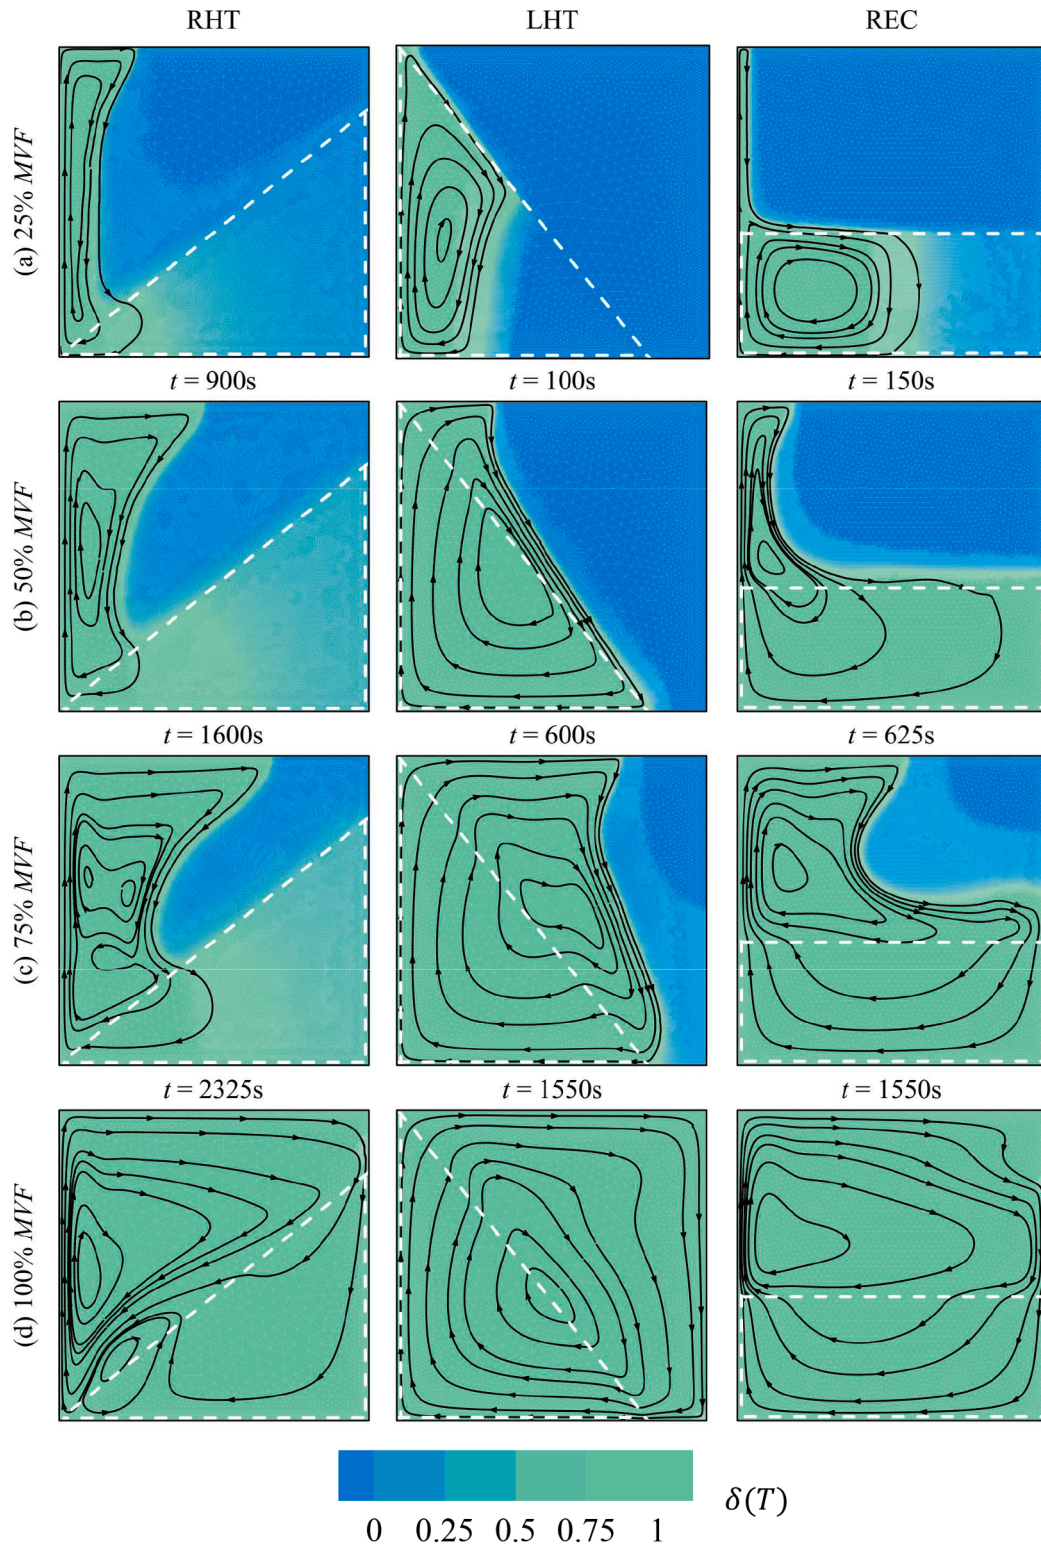 RHT LHT REC
(a) 25% MVF
t = 900s t = 100s t = 150s
(b) 50% MVF
t = 1600s t = 600s t = 625s
(c) 75% MVF
t = 2325s t = 1550s t = 1550s
(d) 100% MVF
δ(T)
0 0.25 0.5 0.75 1